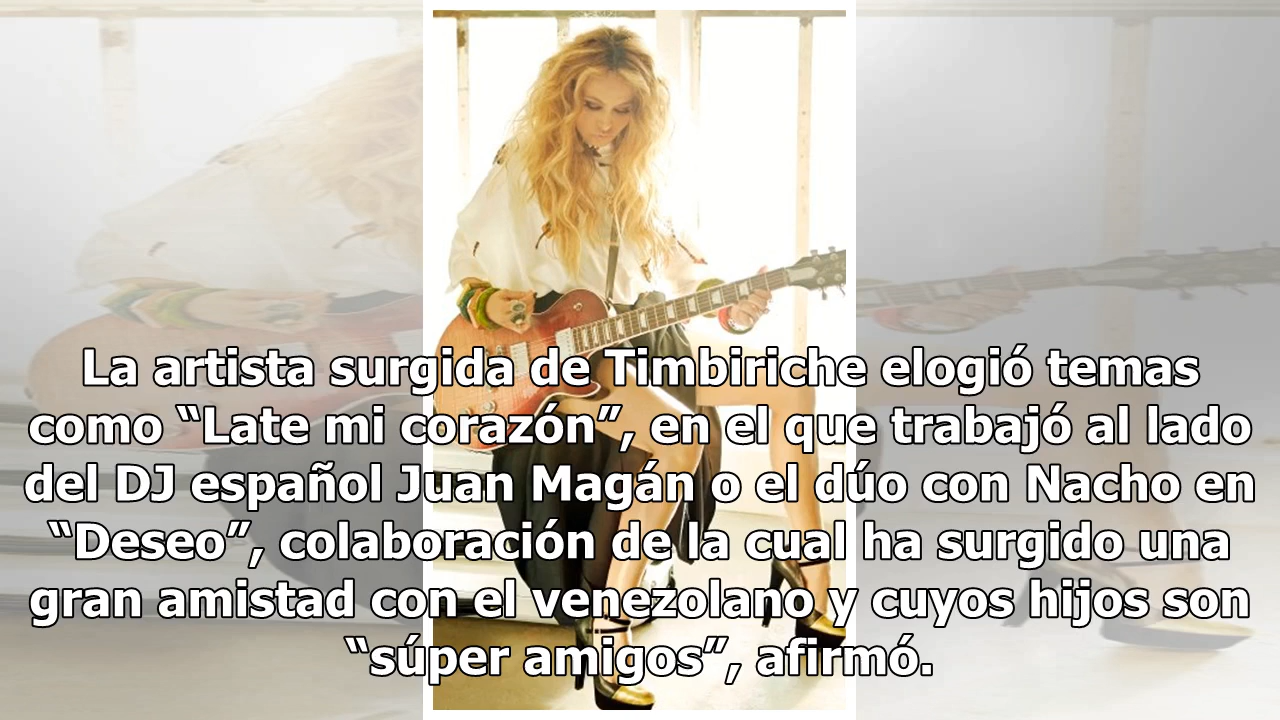 La artista surgida de Timbiriche elogió temas
como “Late mi corazón”, en el que trabajó al lado
del DJ español Juan Magán o el dúo con Nacho en
“Deseo”, colaboración de la cual ha surgido una
gran amistad con el venezolano y cuyos hijos son
“súper amigos”, afirmó.